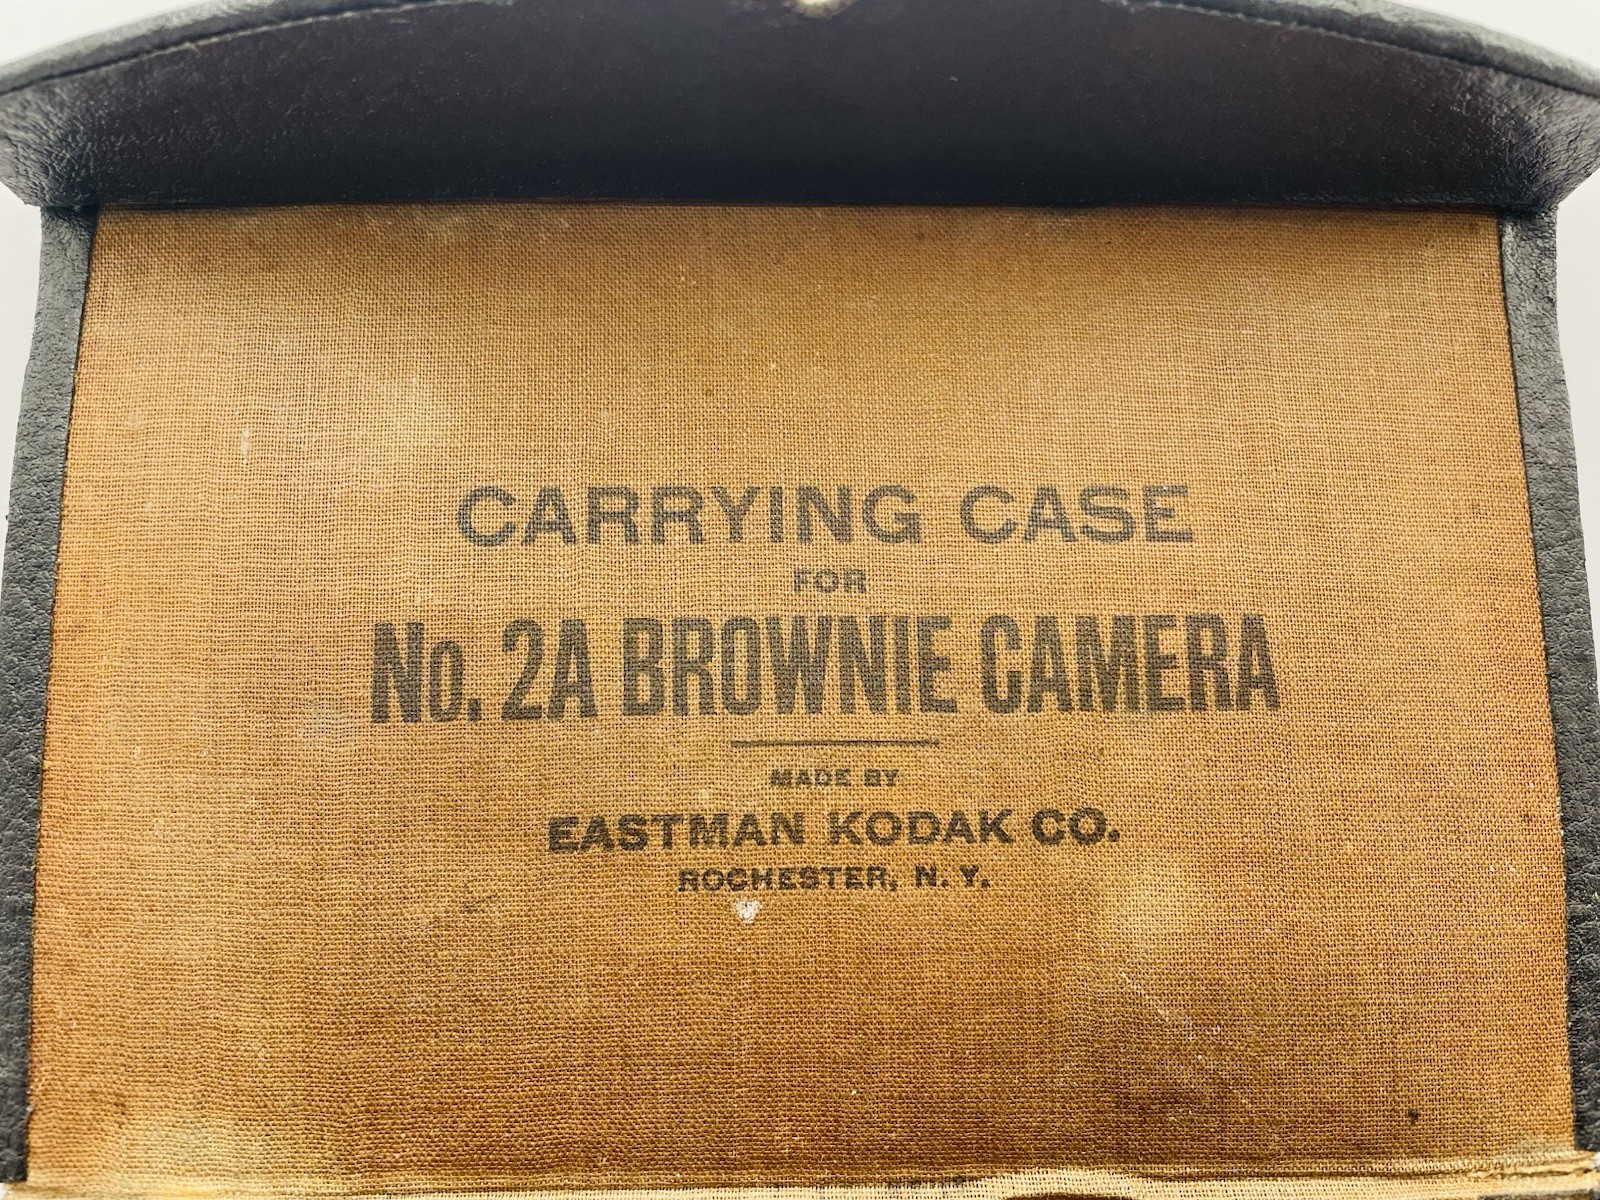 CARRYING CASE
FOR
No. 2A BROWNIE CAMERA
MADE BY
EASTMAN KODAK CO.
ROCHESTER, N. Y.